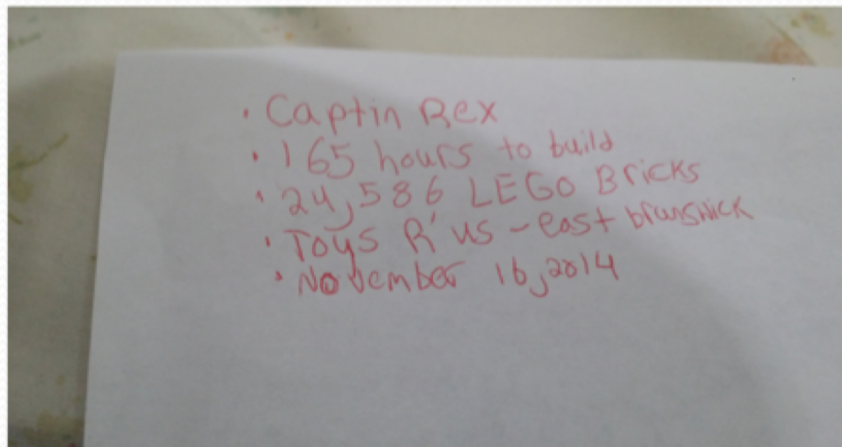 · Captin Rex
· 165 hours to build
· 24,586 LEGO Bricks
· Toys R' us - east brunswick
· November 16, 2014